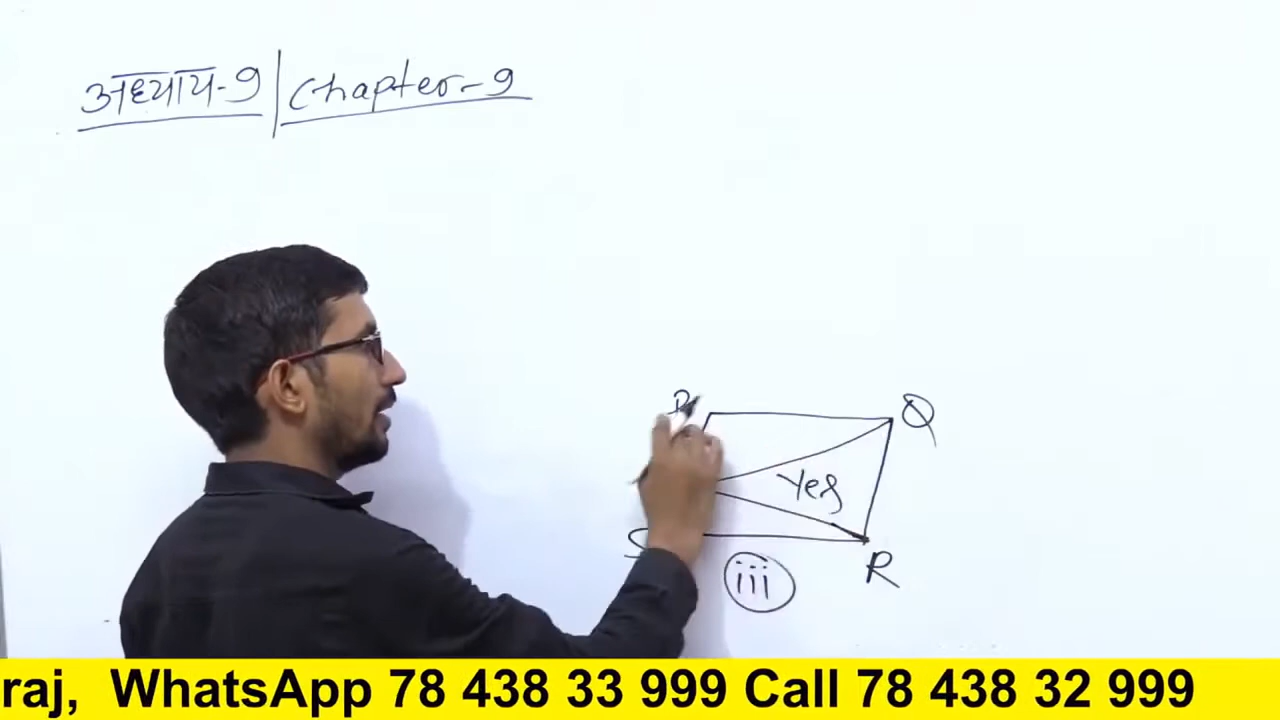 अध्याय-9 | Chapter-9
P Q
Yes
S R
iii
raj, WhatsApp 78 438 33 999 Call 78 438 32 999